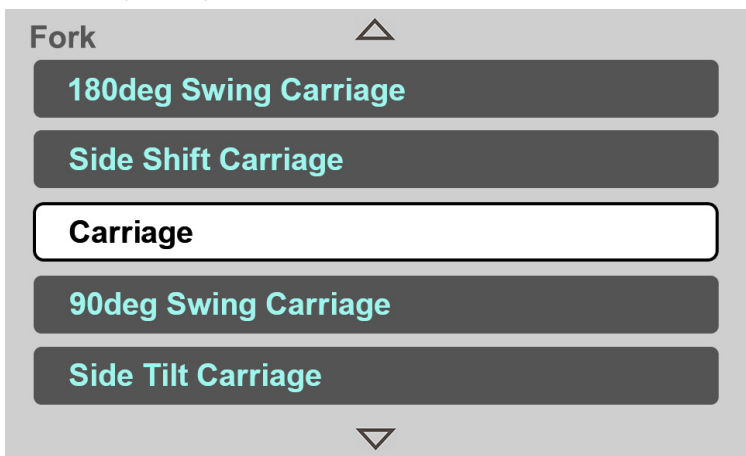 Fork
180deg Swing Carriage
Side Shift Carriage
Carriage
90deg Swing Carriage
Side Tilt Carriage